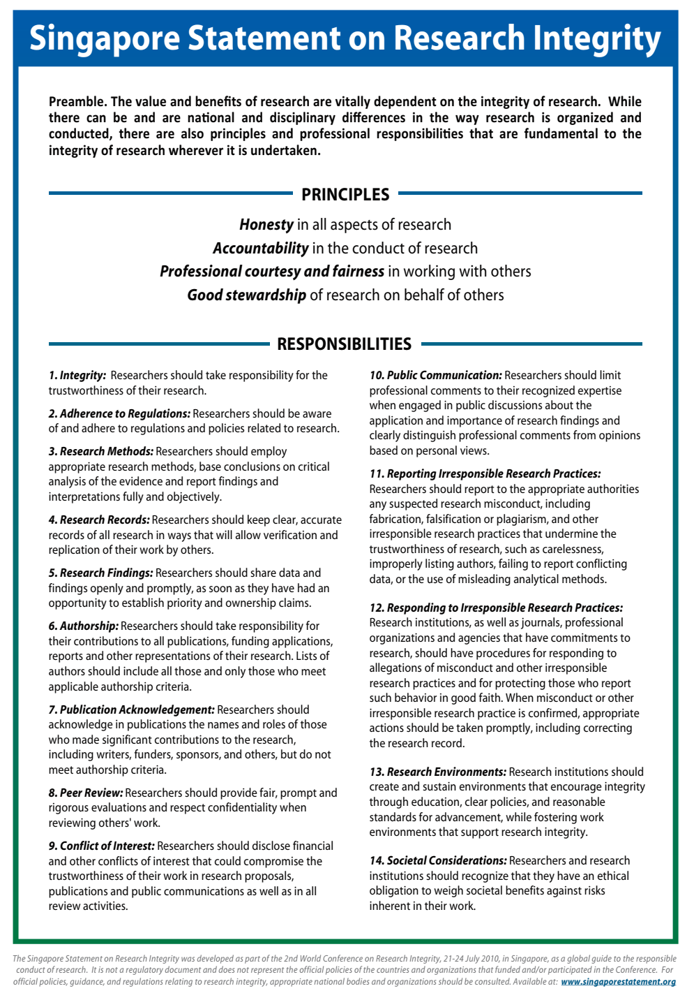 Singapore Statement on Research Integrity
Preamble. The value and benefits of research are vitally dependent on the integrity of research. While
there can be and are national and disciplinary differences in the way research is organized and
conducted, there are also principles and professional responsibilities that are fundamental to the
integrity of research wherever it is undertaken.
PRINCIPLES
Honesty in all aspects of research
Accountability in the conduct of research
Professional courtesy and fairness in working with others
Good stewardship of research on behalf of others
RESPONSIBILITIES
1. Integrity: Researchers should take responsibility for the
trustworthiness of their research.
2. Adherence to Regulations: Researchers should be aware
of and adhere to regulations and policies related to research.
3. Research Methods: Researchers should employ
appropriate research methods, base conclusions on critical
analysis of the evidence and report findings and
interpretations fully and objectively.
4. Research Records: Researchers should keep clear, accurate
records of all research in ways that will allow verification and
replication of their work by others.
5. Research Findings: Researchers should share data and
findings openly and promptly, as soon as they have had an
opportunity to establish priority and ownership claims.
6. Authorship: Researchers should take responsibility for
their contributions to all publications, funding applications,
reports and other representations of their research. Lists of
authors should include all those and only those who meet
applicable authorship criteria.
7. Publication Acknowledgement: Researchers should
acknowledge in publications the names and roles of those
who made significant contributions to the research,
including writers, funders, sponsors, and others, but do not
meet authorship criteria.
8. Peer Review: Researchers should provide fair, prompt and
rigorous evaluations and respect confidentiality when
reviewing others' work.
9. Conflict of Interest: Researchers should disclose financial
and other conflicts of interest that could compromise the
trustworthiness of their work in research proposals,
publications and public communications as well as in all
review activities.
10. Public Communication: Researchers should limit
professional comments to their recognized expertise
when engaged in public discussions about the
application and importance of research findings and
clearly distinguish professional comments from opinions
based on personal views.
11. Reporting Irresponsible Research Practices:
Researchers should report to the appropriate authorities
any suspected research misconduct, including
fabrication, falsification or plagiarism, and other
irresponsible research practices that undermine the
trustworthiness of research, such as carelessness,
improperly listing authors, failing to report conflicting
data, or the use of misleading analytical methods.
12. Responding to Irresponsible Research Practices:
Research institutions, as well as journals, professional
organizations and agencies that have commitments to
research, should have procedures for responding to
allegations of misconduct and other irresponsible
research practices and for protecting those who report
such behavior in good faith. When misconduct or other
irresponsible research practice is confirmed, appropriate
actions should be taken promptly, including correcting
the research record.
13. Research Environments: Research institutions should
create and sustain environments that encourage integrity
through education, clear policies, and reasonable
standards for advancement, while fostering work
environments that support research integrity.
14. Societal Considerations: Researchers and research
institutions should recognize that they have an ethical
obligation to weigh societal benefits against risks
inherent in their work.
The Singapore Statement on Research Integrity was developed as part of the 2nd World Conference on Research Integrity, 21-24 July 2010, in Singapore, as a global guide to the responsible
conduct of research. It is not a regulatory document and does not represent the official policies of the countries and organizations that funded and/or participated in the Conference. For
official policies, guidance, and regulations relating to research integrity, appropriate national bodies and organizations should be consulted. Available at: www.singaporestatement.org